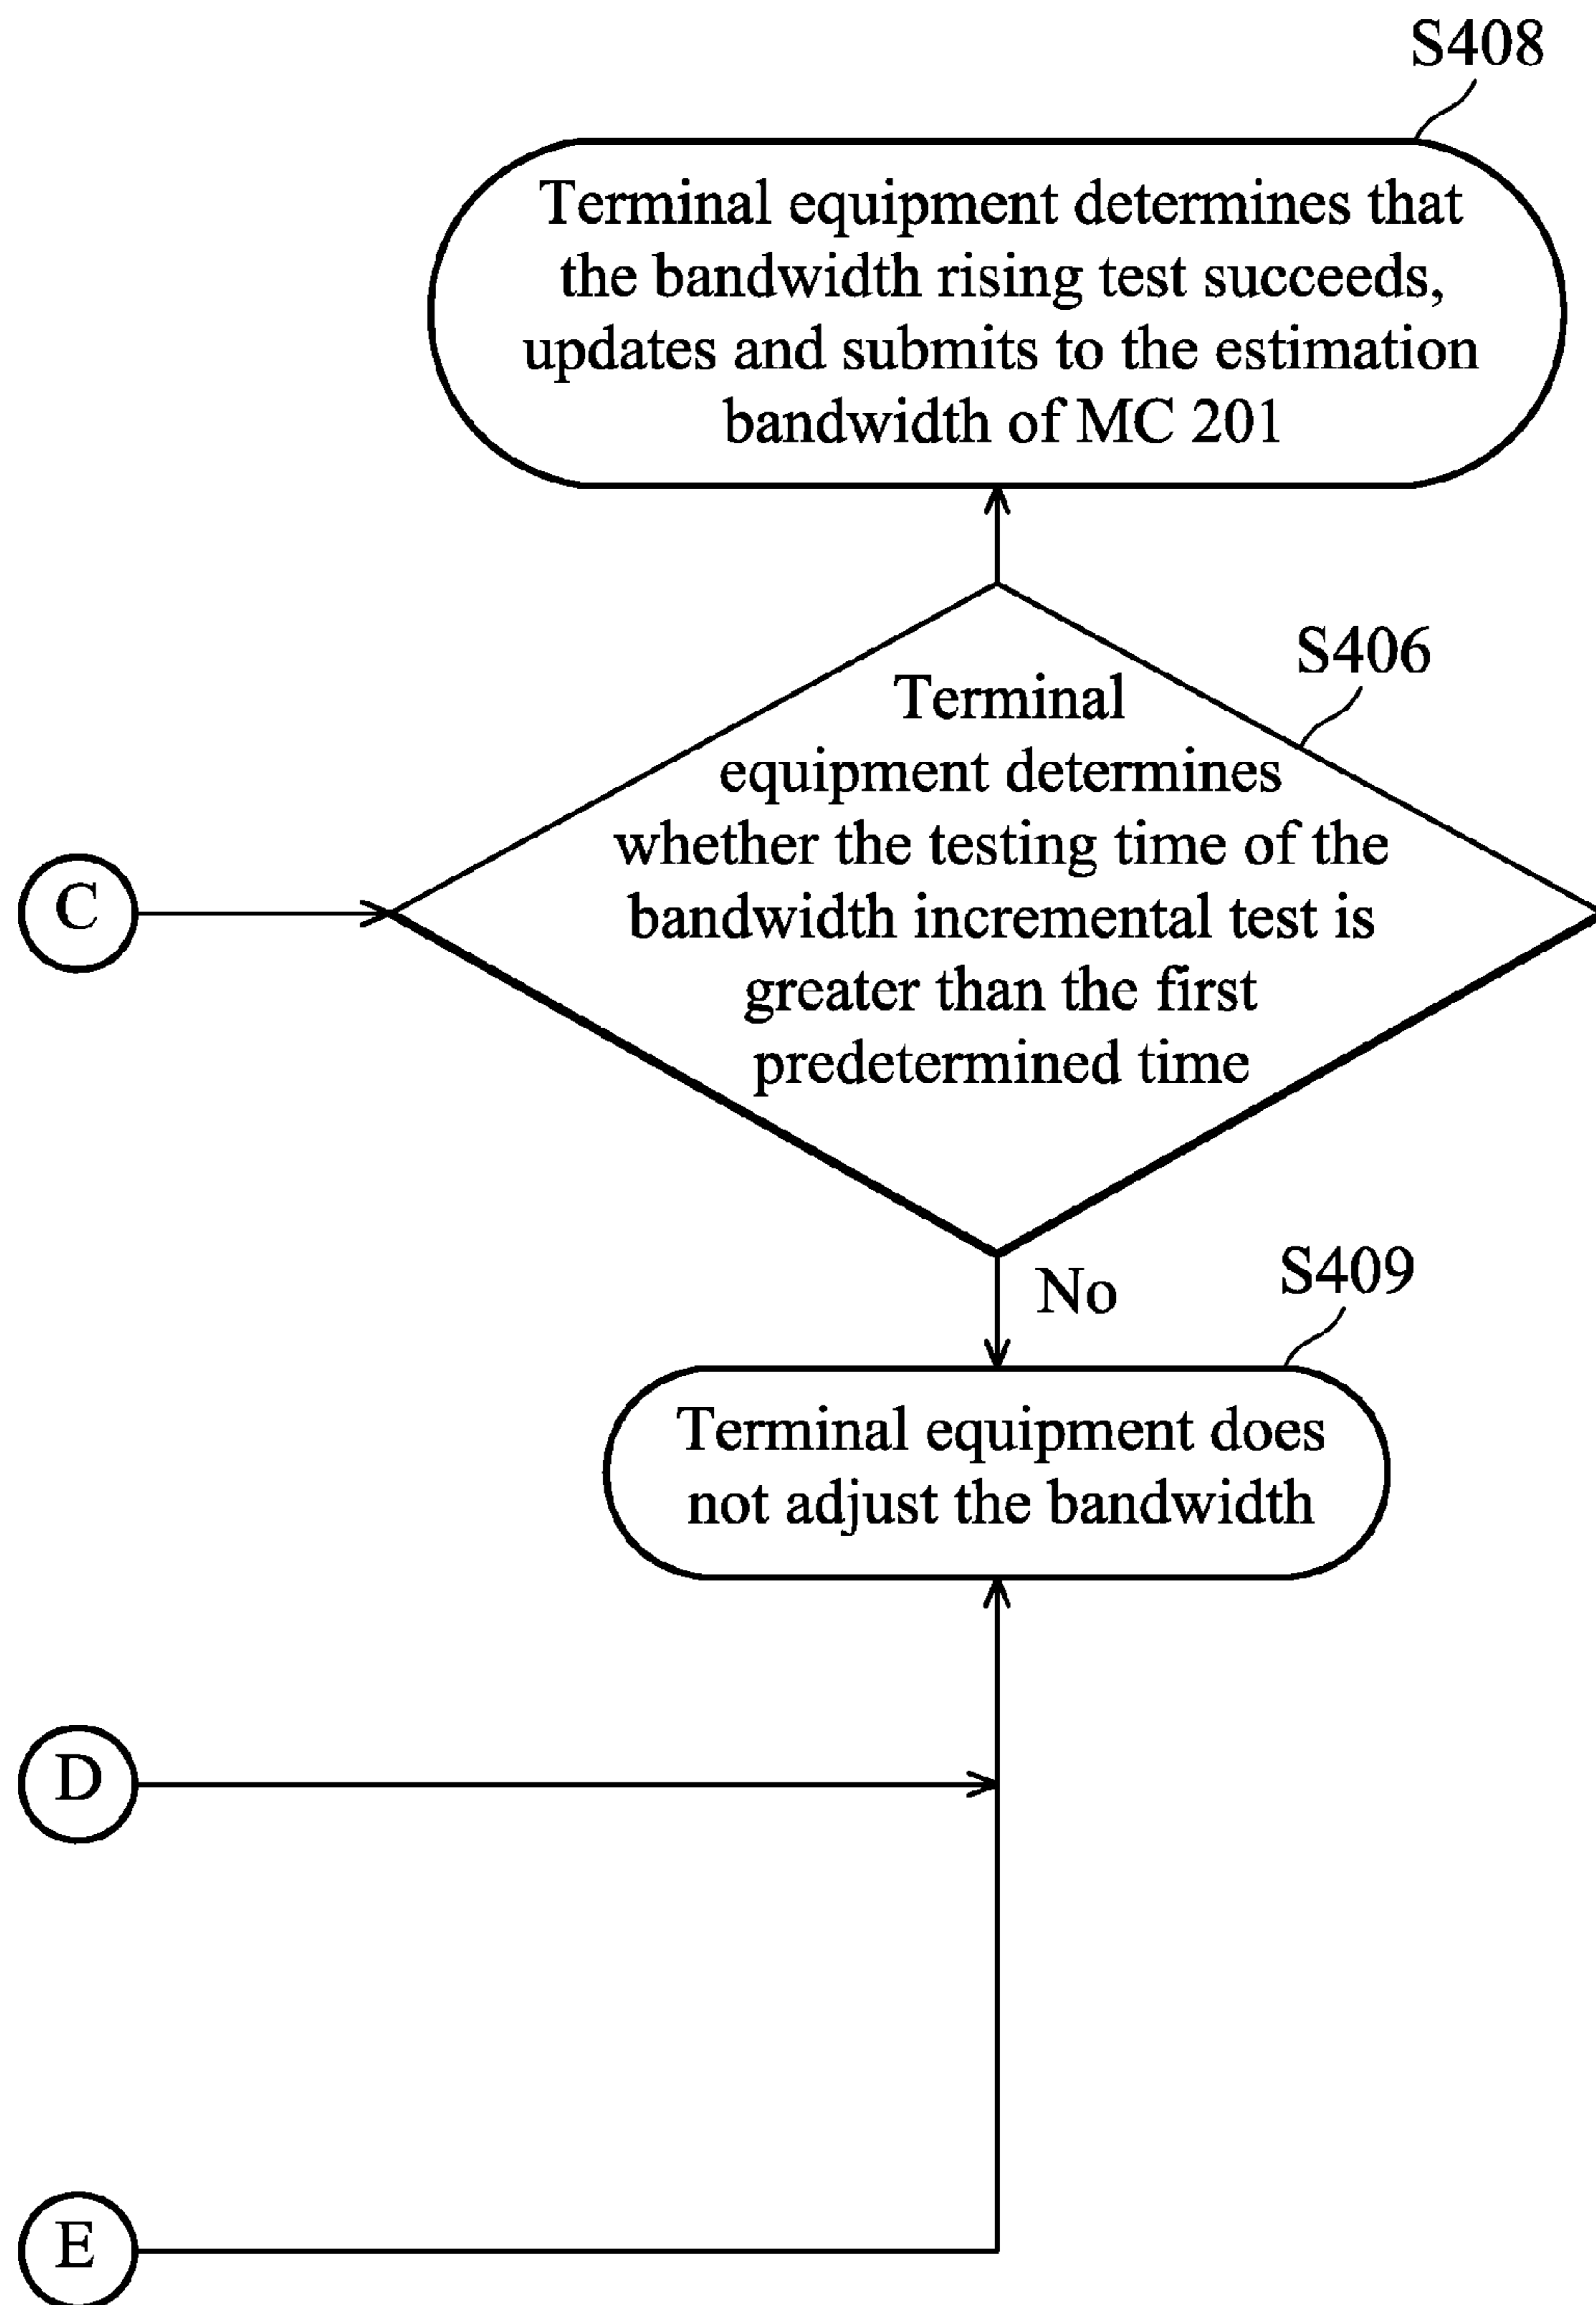 S408
Terminal equipment determines that
the bandwidth rising test succeeds,
updates and submits to the estimation
bandwidth of MC 201
S406
Terminal
equipment determines
whether the testing time of the
bandwidth incremental test is
greater than the first
predetermined time
C
No
S409
Terminal equipment does
not adjust the bandwidth
D
E